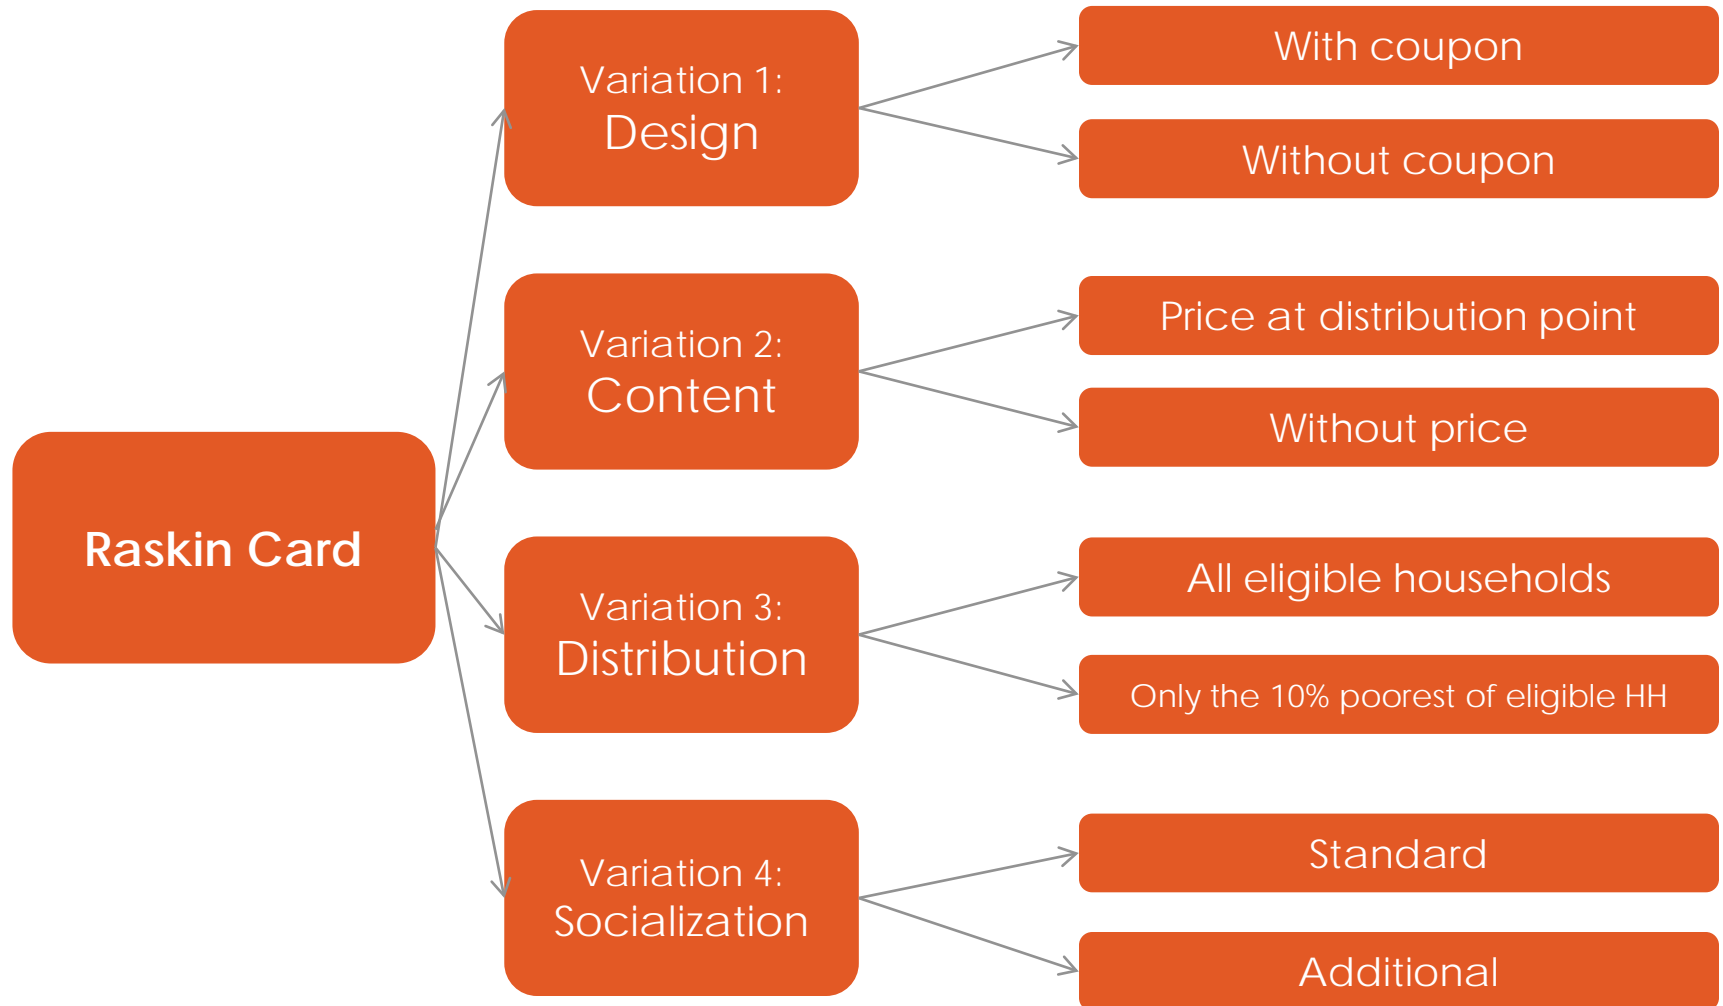 Raskin Card
Variation 1:
Design
With coupon
Without coupon
Variation 2:
Content
Price at distribution point
Without price
Variation 3:
Distribution
All eligible households
Only the 10% poorest of eligible HH
Variation 4:
Socialization
Standard
Additional